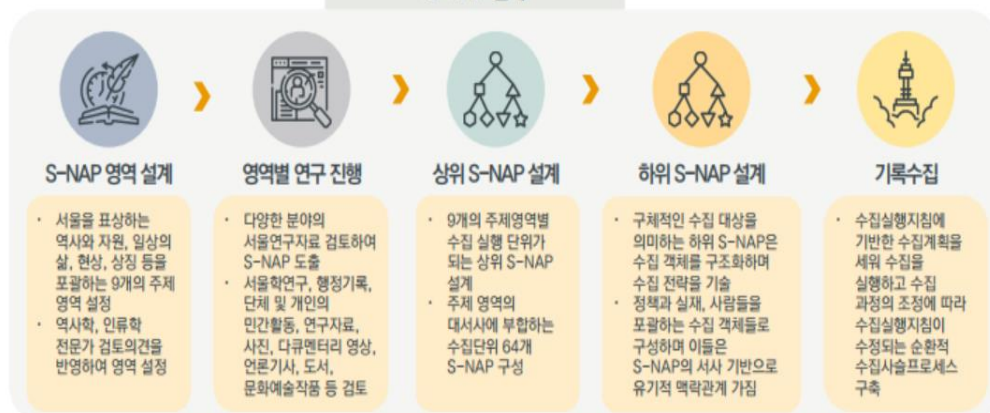 S-NAP 영역 설계
서울을 표상하는
역사와 자원, 일상의
삶, 현상, 상징 등을
포괄하는 9개의 주제
영역 설정
역사학, 인류학
전문가 검토의견을
반영하여 영역 설정
영역별 연구 진행
다양한 분야의
서울연구자료 검토하여
S-NAP 도출
서울학연구, 행정기록,
단체 및 개인의
민간활동, 연구자료,
사진, 다큐멘터리 영상,
언론기사, 도서,
문화예술작품 등 검토
상위 S-NAP 설계
9개의 주제영역별
수집 실행 단위가
되는 상위 S-NAP
설계
주제 영역의
대서사에 부합하는
수집단위 64개
S-NAP 구성
하위 S-NAP 설계
구체적인 수집 대상을
의미하는 하위 S-NAP은
수집 객체를 구조화하며
수집 전략을 기술
정책과 실재, 사람들을
포괄하는 수집 객체들로
구성하며 이들은
S-NAP의 서사 기반으로
유기적 맥락관계 가짐
기록수집
수집실행지침에
기반한 수집계획을
세워 수집을
실행하고 수집
과정의 조정에 따라
수집실행지침이
수정되는 순환적
수집사슬프로세스
구축